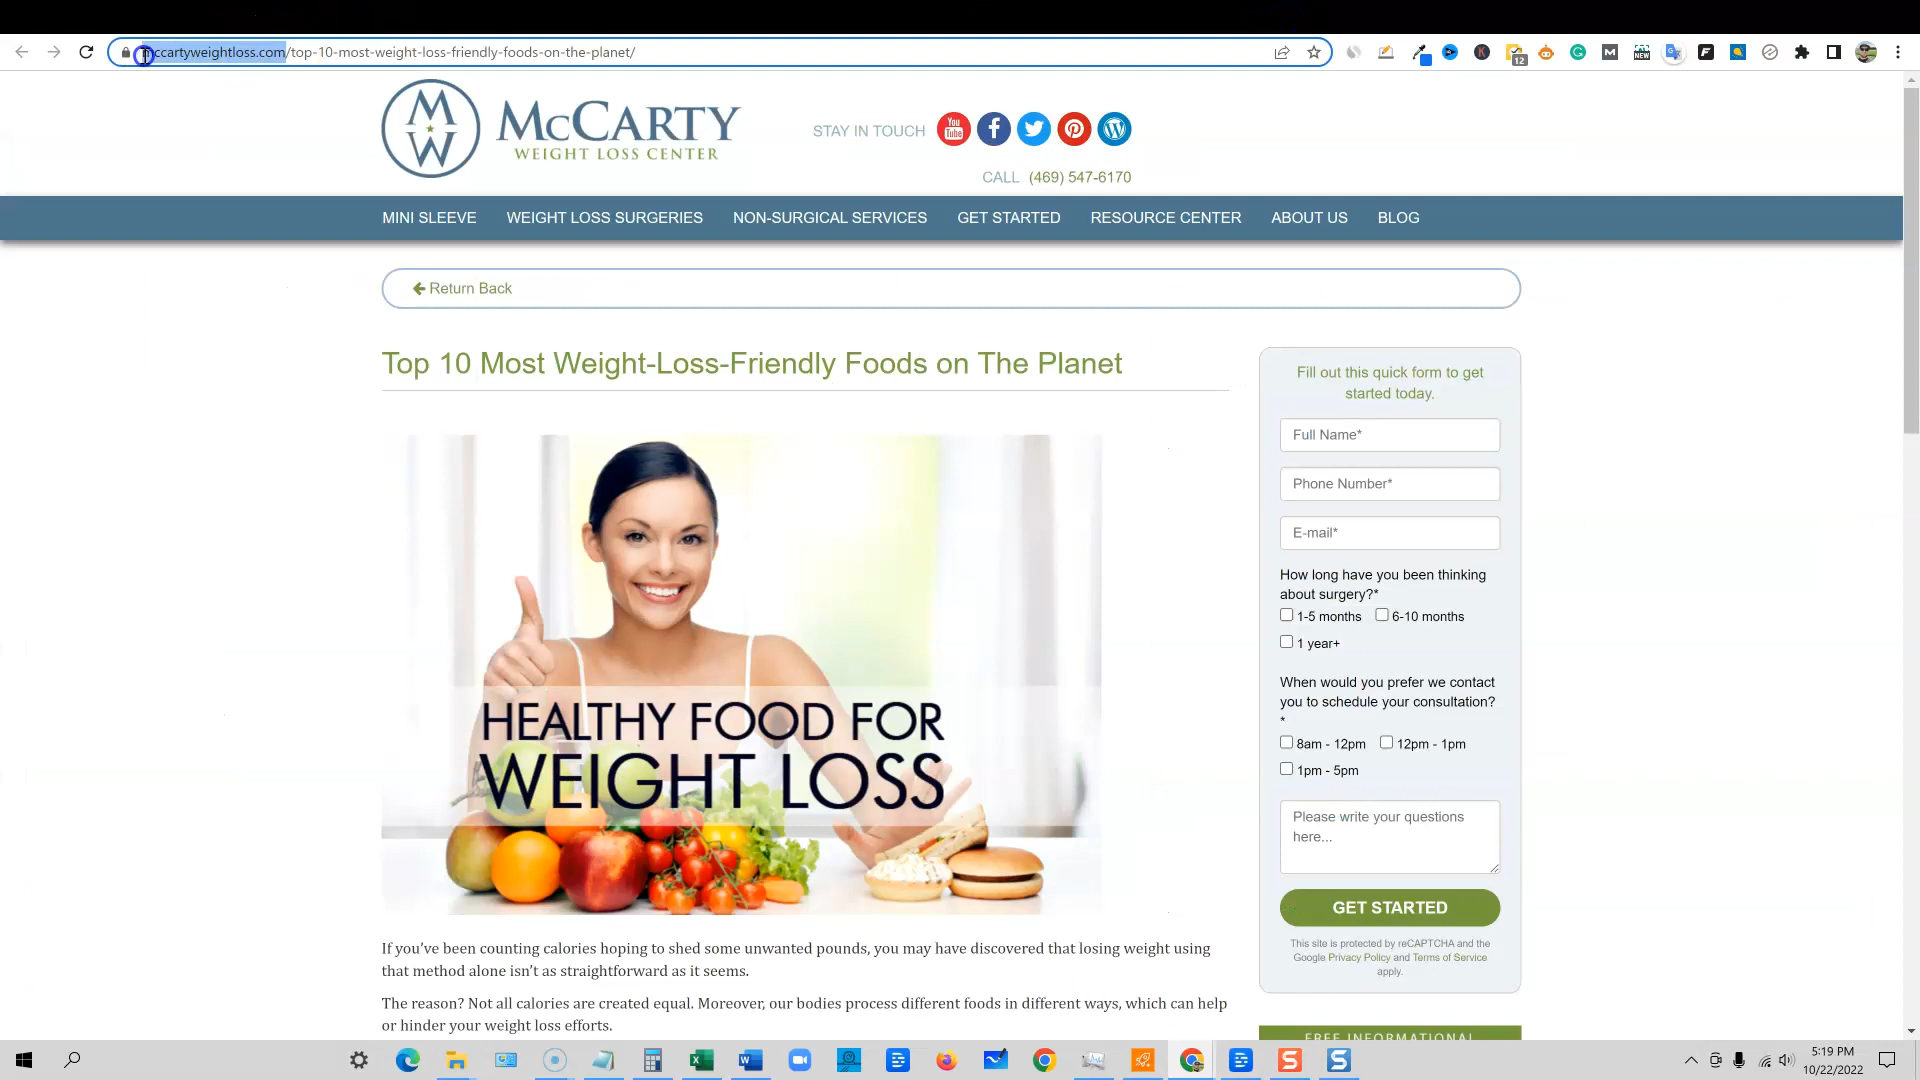 mccartyweightloss.com/top-10-most-weight-loss-friendly-foods-on-the-planet/
12
NEW
McCARTY
WEIGHT LOSS CENTER
STAY IN TOUCH
You
Tube
CALL (469) 547-6170
MINI SLEEVE WEIGHT LOSS SURGERIES NON-SURGICAL SERVICES GET STARTED RESOURCE CENTER ABOUT US BLOG
Return Back
Top 10 Most Weight-Loss-Friendly Foods on The Planet
HEALTHY FOOD FOR
WEIGHT LOSS
If you’ve been counting calories hoping to shed some unwanted pounds, you may have discovered that losing weight using
that method alone isn’t as straightforward as it seems.
The reason? Not all calories are created equal. Moreover, our bodies process different foods in different ways, which can help
or hinder your weight loss efforts.
Fill out this quick form to get
started today.
Full Name*
Phone Number*
E-mail*
How long have you been thinking
about surgery?*
1-5 months 6-10 months
1 year+
When would you prefer we contact
you to schedule your consultation?
*
8am - 12pm 12pm - 1pm
1pm - 5pm
Please write your questions
here...
GET STARTED
This site is protected by reCAPTCHA and the
Google Privacy Policy and Terms of Service
apply.
FREE INFORMATIONAL
5:19 PM
10/22/2022